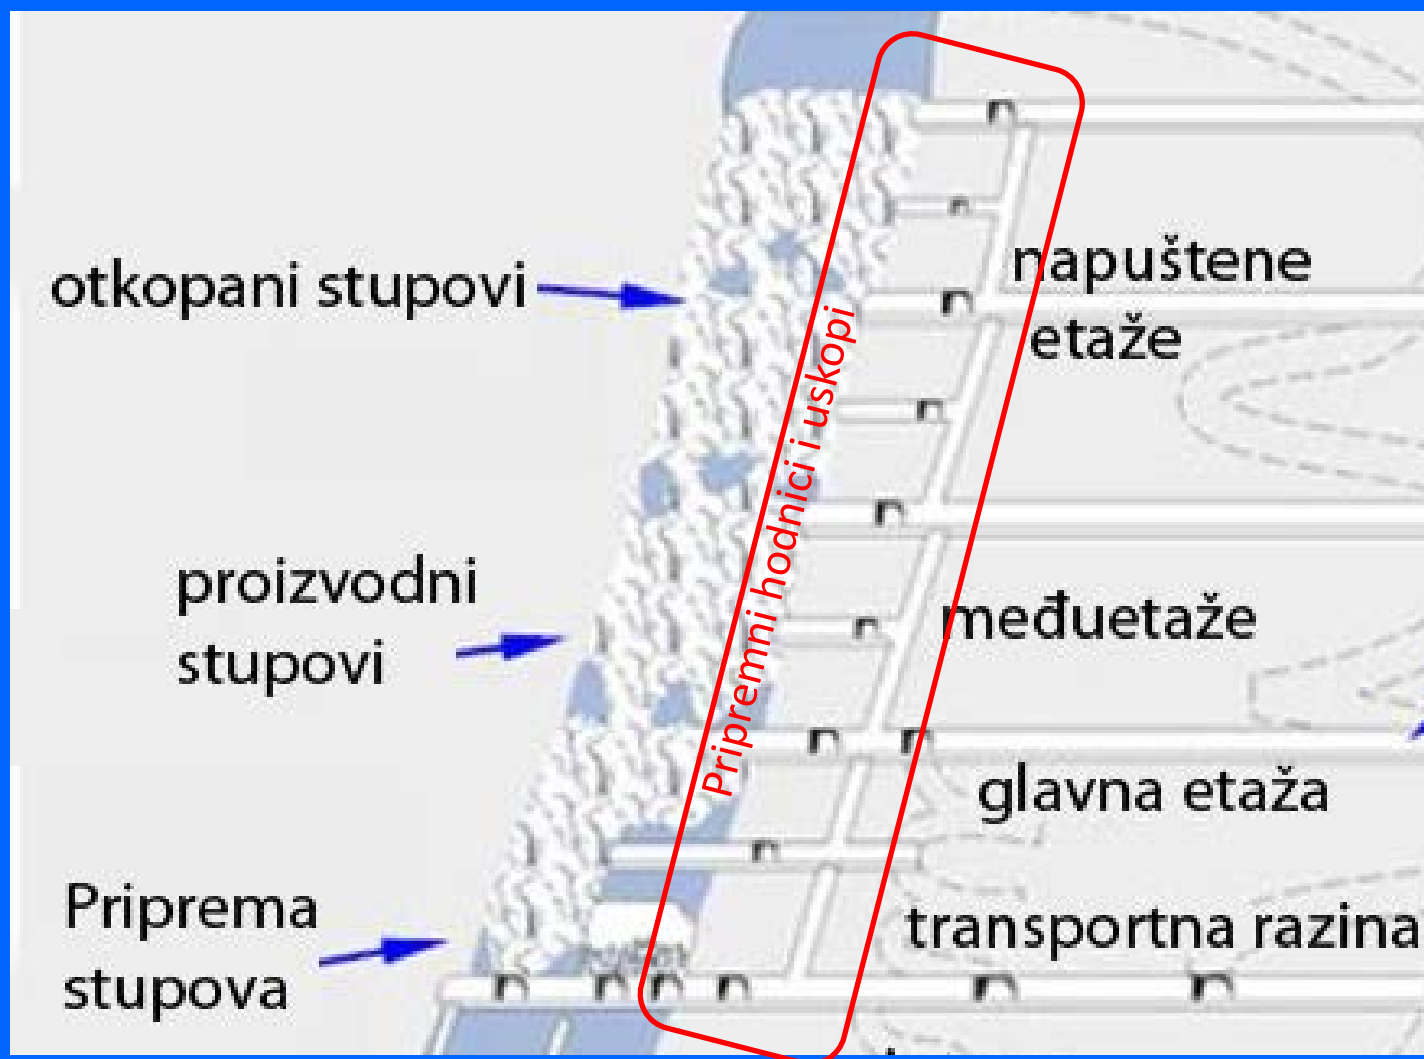 napuštene
etaže
otkopani stupovi
Pripremni hodnici i uskopi
proizvodni
stupovi
međuetaže
glavna etaža
Priprema
stupova
transportna razina